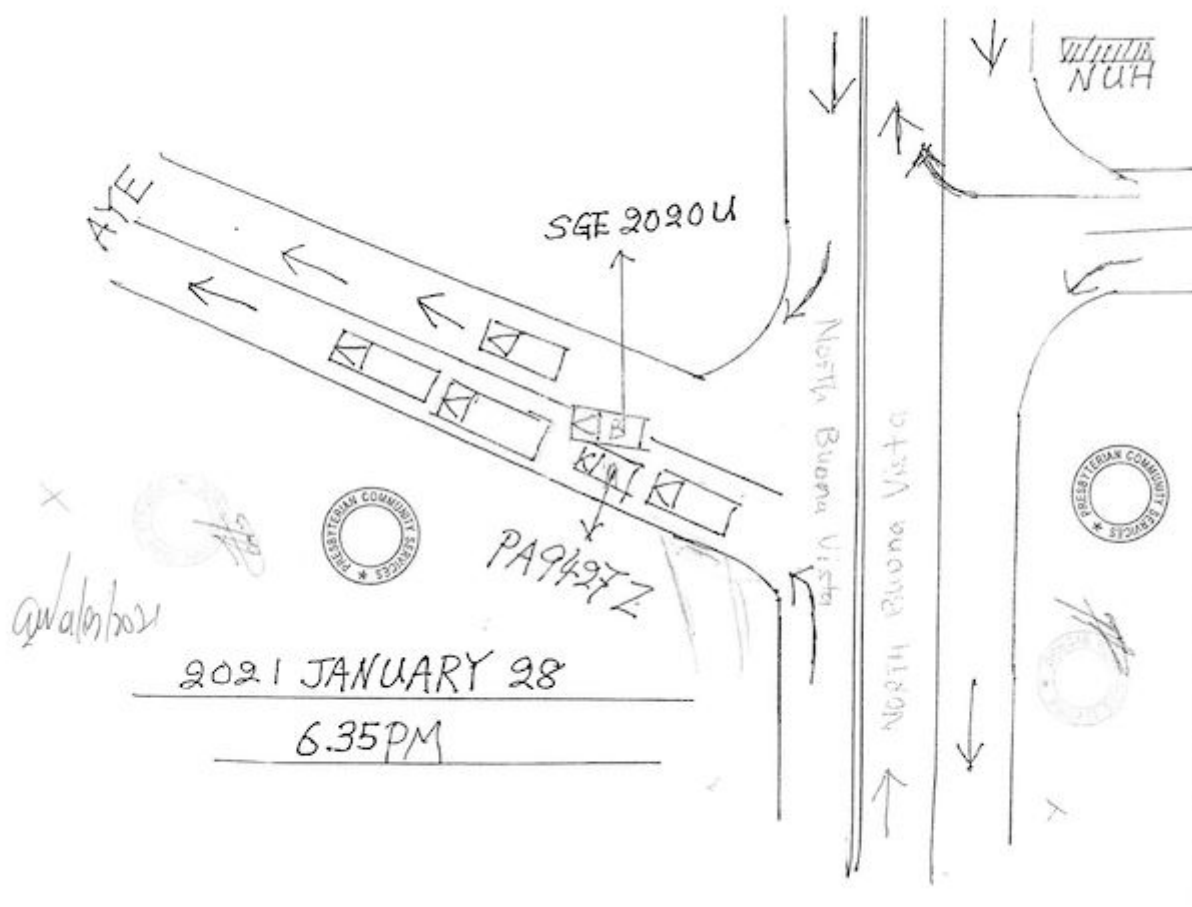 NUH
AYE
SGE 2020U
North Buona Vista
NORTH BUONA VISTA
B
A
PA9427Z
PRESBYTERIAN COMMUNITY SERVICES
PRESBYTERIAN COMMUNITY SERVICES
2021 JANUARY 28
6.35PM